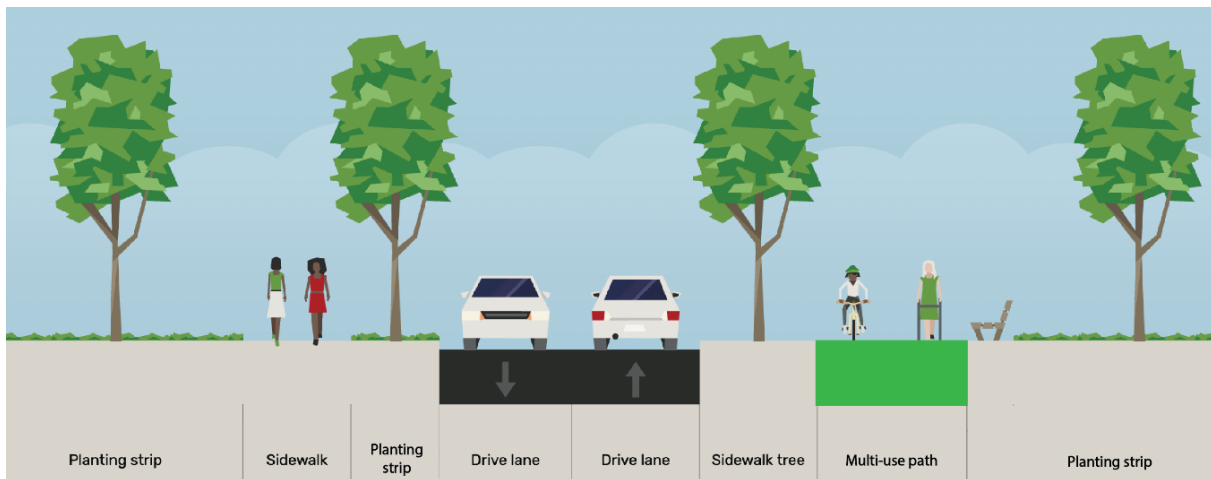 Planting strip
Sidewalk
Planting
strip
Drive lane
Drive lane
Sidewalk tree
Multi-use path
Planting strip